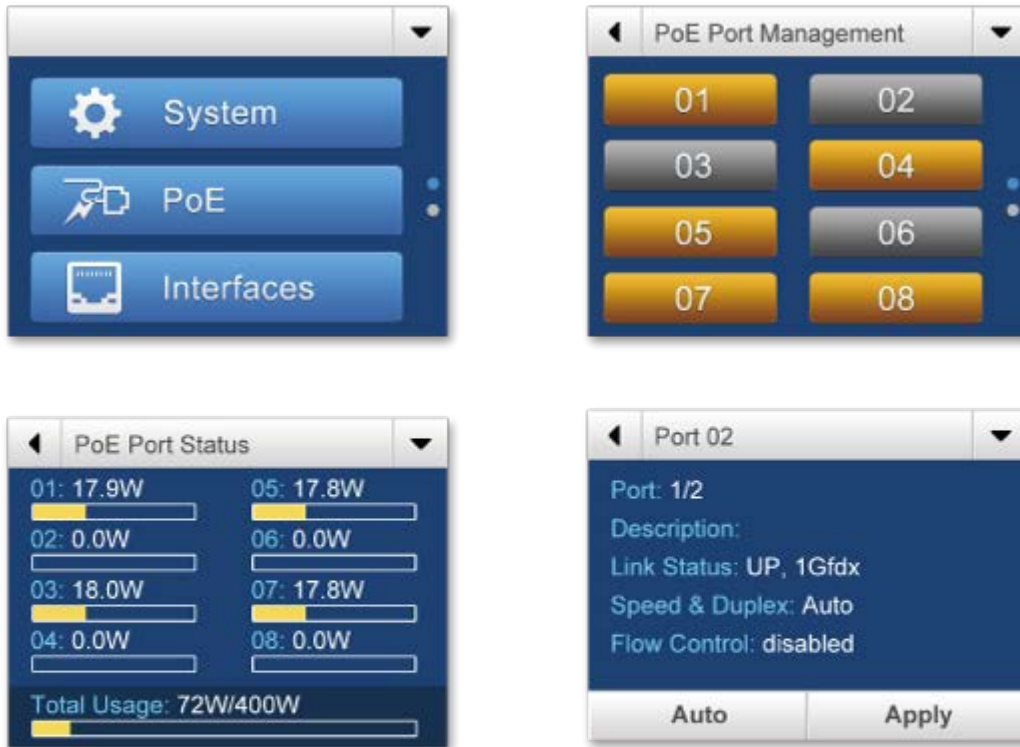 System
PoE
Interfaces
PoE Port Management
01 02
03 04
05 06
07 08
PoE Port Status
01: 17.9W 05: 17.8W
02: 0.0W 06: 0.0W
03: 18.0W 07: 17.8W
04: 0.0W 08: 0.0W
Total Usage: 72W/400W
Port 02
Port: 1/2
Description:
Link Status: UP, 1Gfdx
Speed & Duplex: Auto
Flow Control: disabled
Auto Apply